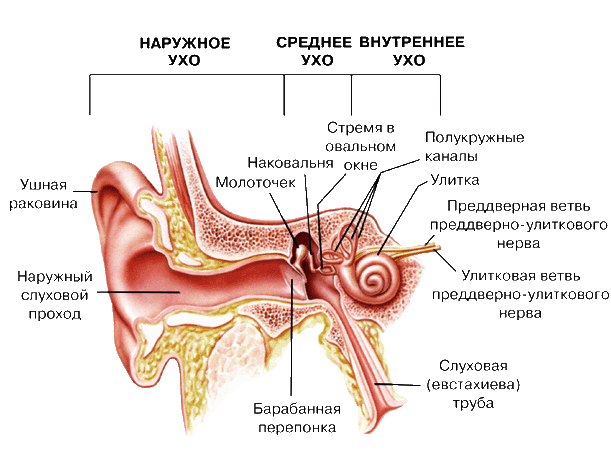 НАРУЖНОЕ
УХО
СРЕДНЕЕ
УХО
ВНУТРЕННЕЕ
УХО
Стремя в
овальном
окне
Наковальня
Молоточек
Полукружные
каналы
Улитка
Преддверная ветвь
преддверно-улиткового
нерва
Улитковая ветвь
преддверно-улиткового
нерва
Ушная
раковина
Наружный
слуховой
проход
Барабанная
перепонка
Слуховая
(евстахиева)
труба